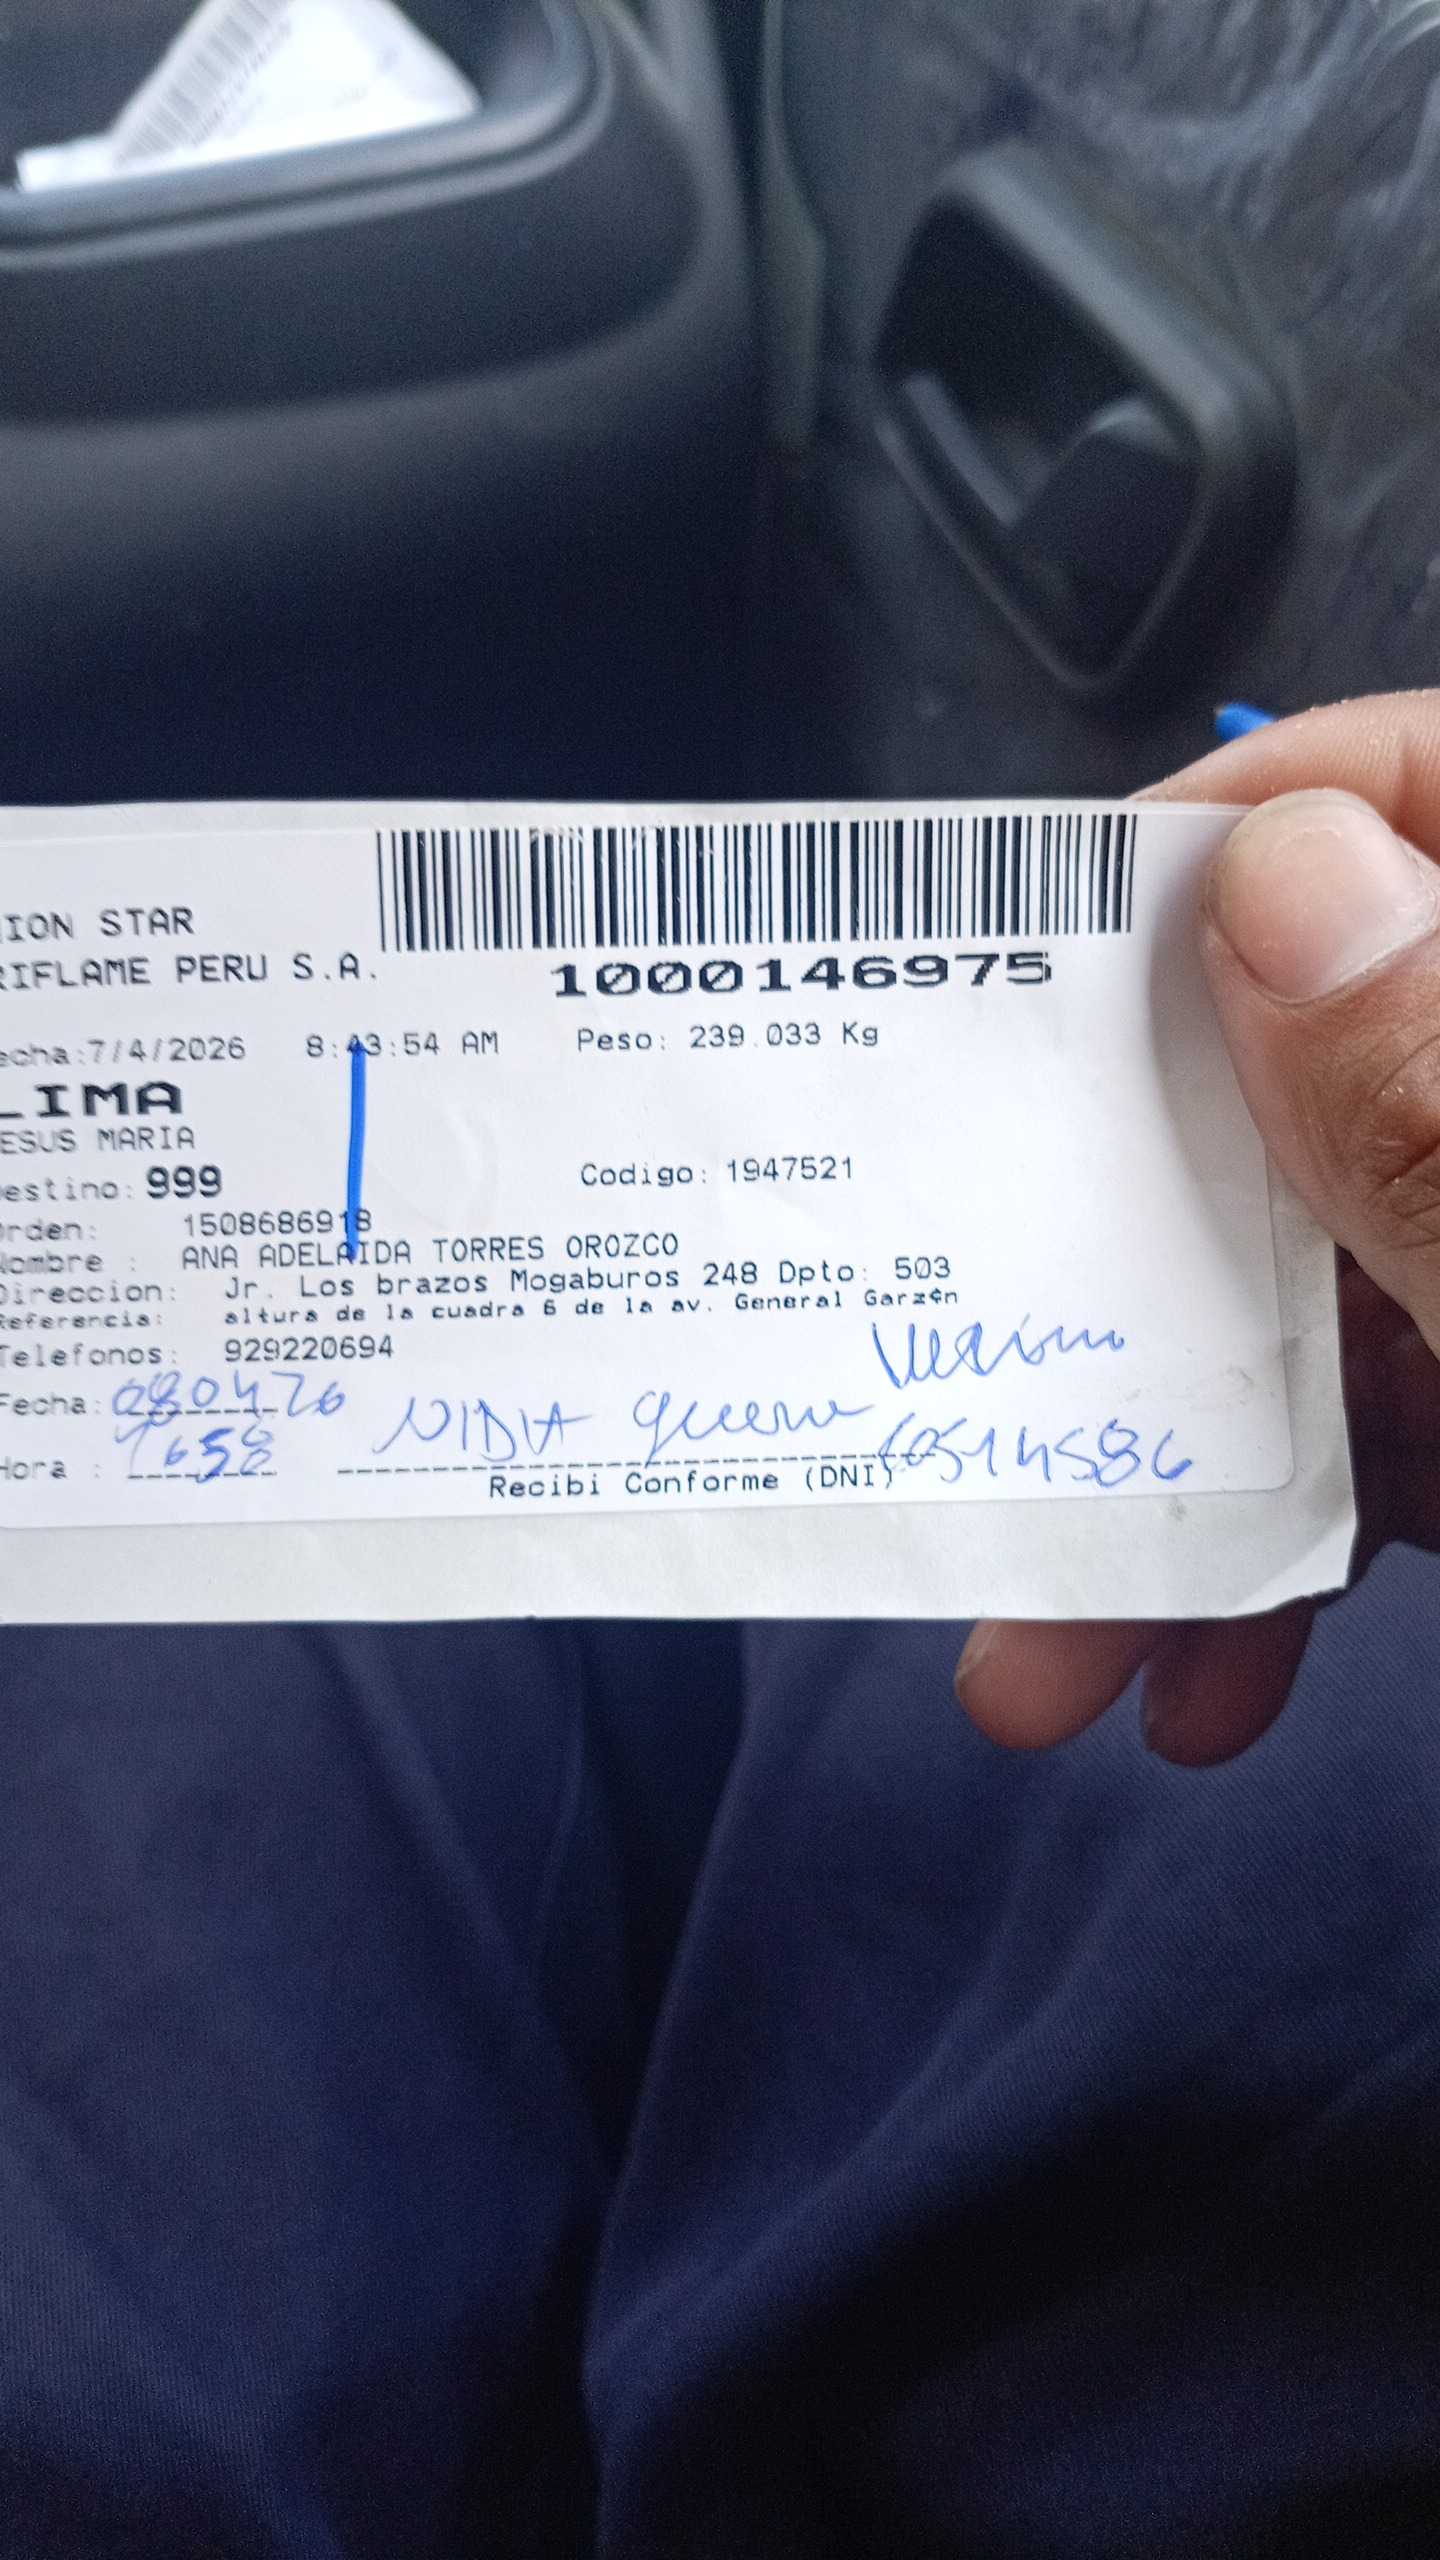 ION STAR
RIFLAME PERU S.A.
1000146975
echa:7/4/2026 8:43:54 AM Peso: 239.033 Kg
LIMA
ESUS MARIA
estino: 999 Codigo: 1947521
rden: 1508686918
Nombre : ANA ADELAIDA TORRES OROZCO
Direccion: Jr. Los brazos Mogaburos 248 Dpto: 503
Referencia: altura de la cuadra 6 de la av. General Garz¢n
Telefonos: 929220694
Vecino
Fecha: 080426 NIDIA
Hora : 1658
Recibi Conforme (DNI)